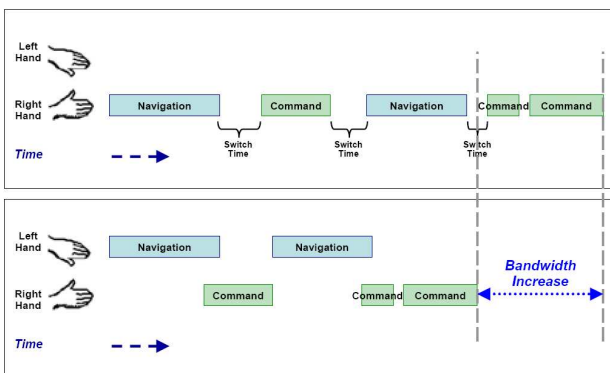 Left
Hand
Right
Hand
Navigation Command Navigation Command Command
Switch
Time
Switch
Time
Switch
Time
Time
Left
Hand
Navigation Navigation
Right
Hand
Command Command Command
Bandwidth
Increase
Time